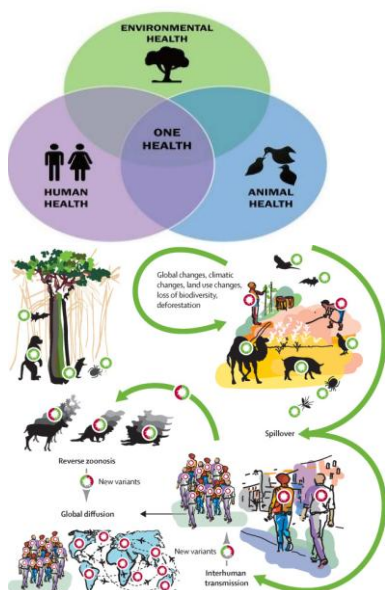 ENVIRONMENTAL
HEALTH
ONE
HEALTH
HUMAN
HEALTH
ANIMAL
HEALTH
Global changes, climatic
changes, land use changes,
loss of biodiversity,
deforestation
Spillover
Reverse zoonosis
New variants
Global diffusion
New variants
Interhuman
transmission